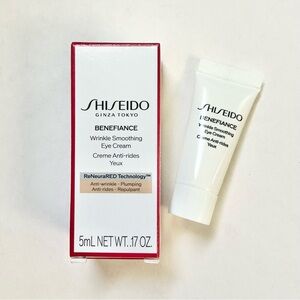 SHISEIDO
GINZA TOKYO
BENEFIANCE
Wrinkle Smoothing
Eye Cream
Creme Anti-rides
Yeux
ReNeuraRED Technology™
Anti-wrinkle · Plumping
Anti-rides · Repulpant
5mL NET WT. .17 OZ.
SHISEIDO
BENEFIANCE
Wrinkle Smoothing
Eye Cream
Creme Anti-rides
Yeux